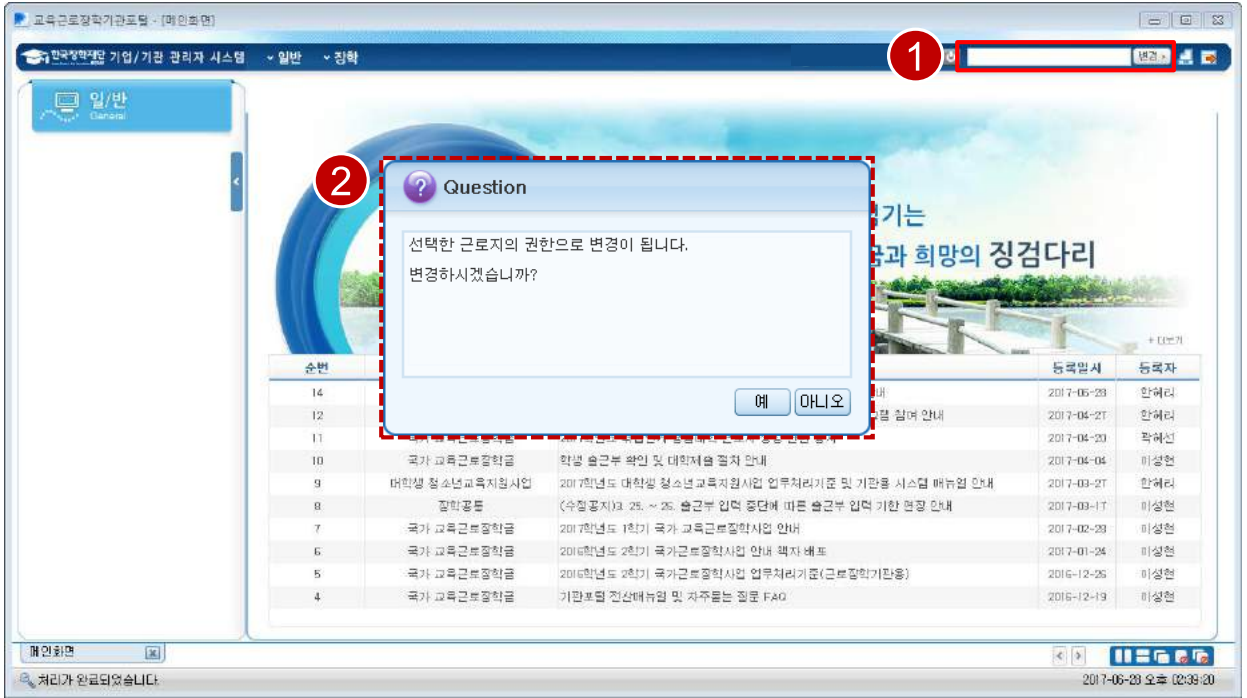 교육근로장학기관포털 - [메인화면]
한국장학재단 기업/기관 관리자 시스템 일반 장학
1
변경
일/반
General
2
Question
선택한 근로지의 권한으로 변경이 됩니다.
변경하시겠습니까?
예 아니오
기는
과 희망의 징검다리
+ 더보기
순번 등록일시 등록자
14 2017-06-28 한혜리
12 참여 안내 2017-04-27 한혜리
11 2017-04-20 곽혜선
10 국가 교육근로장학금 학생 출근부 확인 및 대학제출 절차 안내 2017-04-04 이성현
9 대학생 청소년교육지원사업 2017학년도 대학생 청소년교육지원사업 업무처리기준 및 기관용 시스템 매뉴얼 안내 2017-03-27 한혜리
8 장학공통 (수정공지)3. 25. ~ 26. 출근부 입력 중단에 따른 출근부 입력 기한 연장 안내 2017-03-17 이성현
7 국가 교육근로장학금 2017학년도 1학기 국가 교육근로장학사업 안내 2017-02-28 이성현
6 국가 교육근로장학금 2016학년도 2학기 국가근로장학사업 안내 책자 배포 2017-01-24 이성현
5 국가 교육근로장학금 2016학년도 2학기 국가근로장학사업 업무처리기준(근로장학기관용) 2016-12-26 이성현
4 국가 교육근로장학금 기관포털 전산매뉴얼 및 자주묻는 질문 FAQ 2016-12-19 이성현
메인화면
처리가 완료되었습니다. 2017-06-28 오후 02:39:20